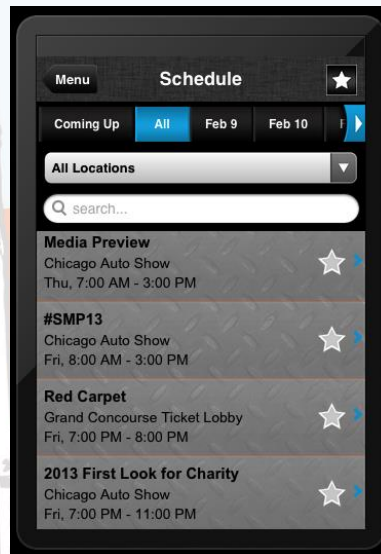 Menu
Schedule
Coming Up
All
Feb 9
Feb 10
F
All Locations
search...
Media Preview
Chicago Auto Show
Thu, 7:00 AM - 3:00 PM
#SMP13
Chicago Auto Show
Fri, 8:00 AM - 3:00 PM
Red Carpet
Grand Concourse Ticket Lobby
Fri, 7:00 PM - 8:00 PM
2013 First Look for Charity
Chicago Auto Show
Fri, 7:00 PM - 11:00 PM